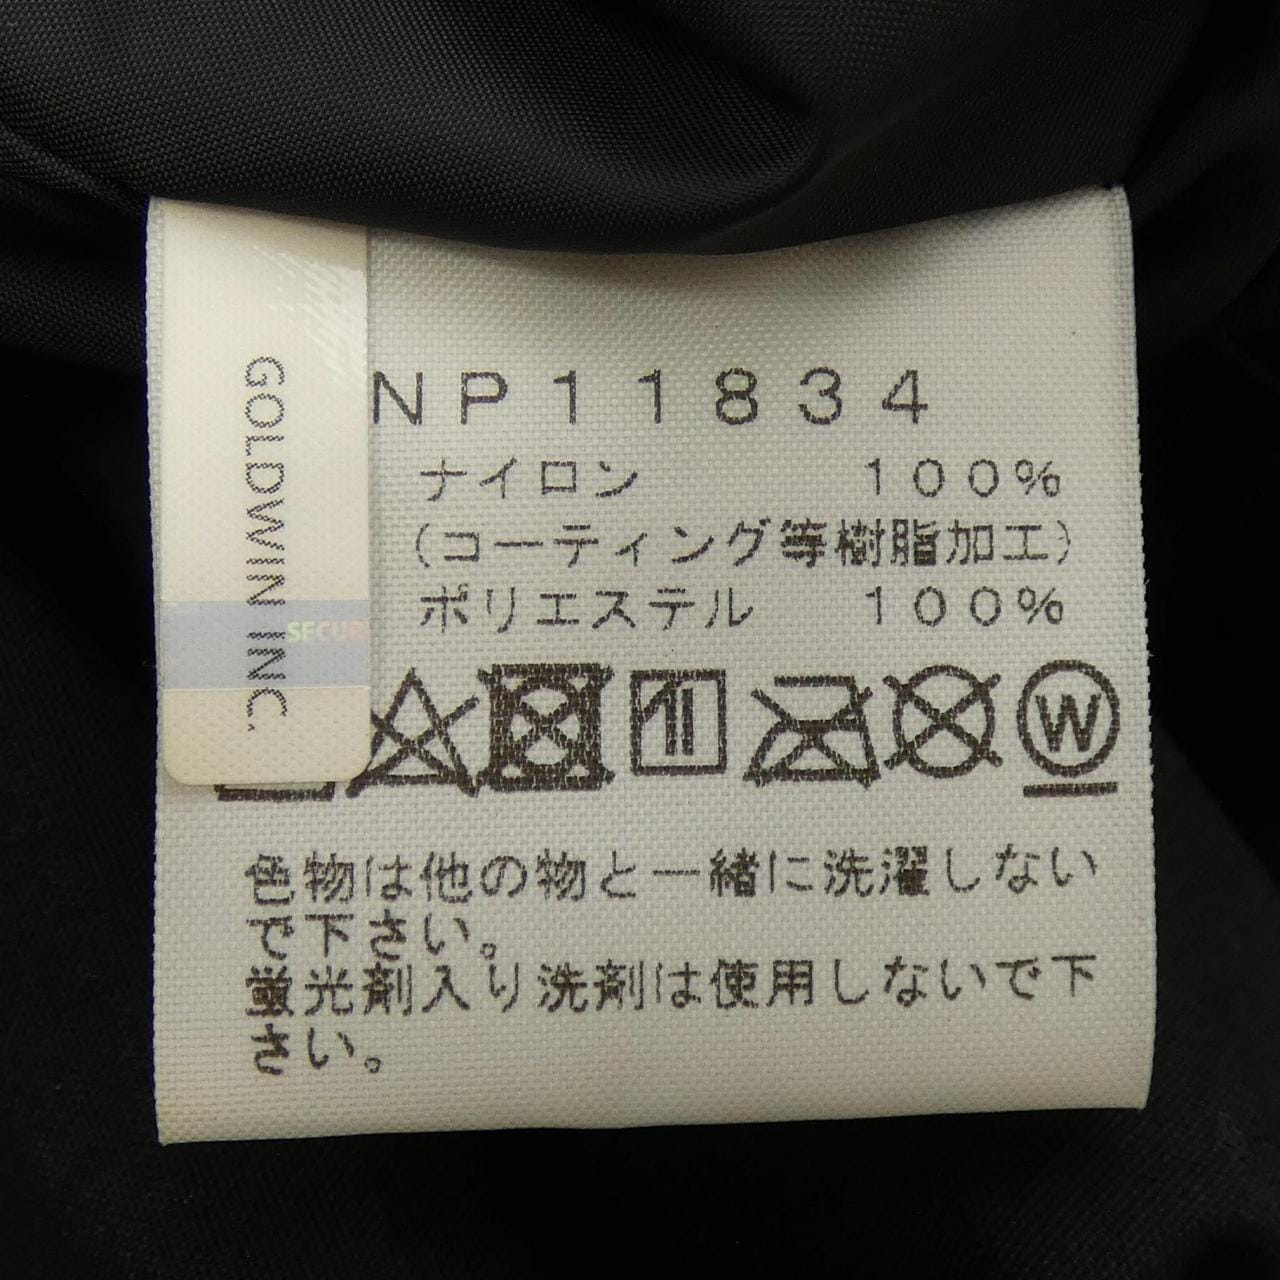 NP11834
ナイロン 100%
(コーティング等樹脂加工)
ポリエステル 100%
W
色物は他の物と一緒に洗濯しない
で下さい。
蛍光剤入り洗剤は使用しないで下
さい。
GOLDWIN INC.
SECUR